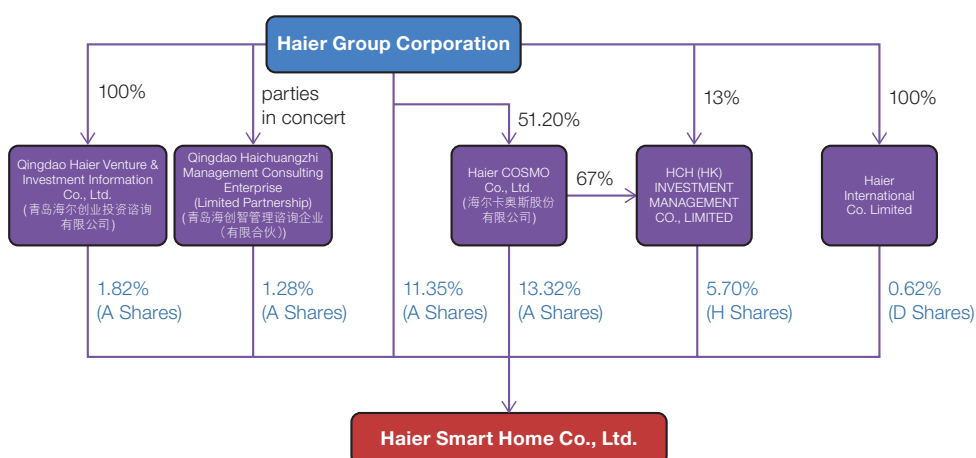 Haier Group Corporation
100%
parties
in concert
51.20%
13%
100%
Qingdao Haier Venture &
Investment Information
Co., Ltd.
(青岛海尔创业投资谘询
有限公司)
Qingdao Haichuangzhi
Management Consulting
Enterprise
(Limited Partnership)
(青岛海创智管理谘询企业
（有限合伙）)
Haier COSMO
Co., Ltd.
(海尔卡奥斯股份
有限公司)
67%
HCH (HK)
INVESTMENT
MANAGEMENT
CO., LIMITED
Haier
International
Co. Limited
1.82%
(A Shares)
1.28%
(A Shares)
11.35%
(A Shares)
13.32%
(A Shares)
5.70%
(H Shares)
0.62%
(D Shares)
Haier Smart Home Co., Ltd.